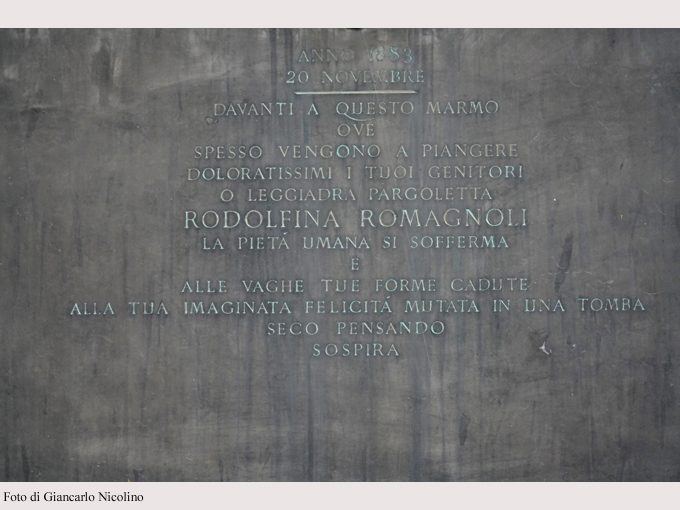 ANNO 1883
20 NOVEMBRE
DAVANTI A QUESTO MARMO
OVE
SPESSO VENGONO A PIANGERE
DOLORATISSIMI I TUOI GENITORI
O LEGGIADRA PARGOLETTA
RODOLFINA ROMAGNOLI
LA PIETÁ UMANA SI SOFFERMA
È
ALLE VAGHE TUE FORME CADUTE
ALLA TUA IMAGINATA FELICITÁ MUTATA IN UNA TOMBA
SECO PENSANDO
SOSPIRA
Foto di Giancarlo Nicolino